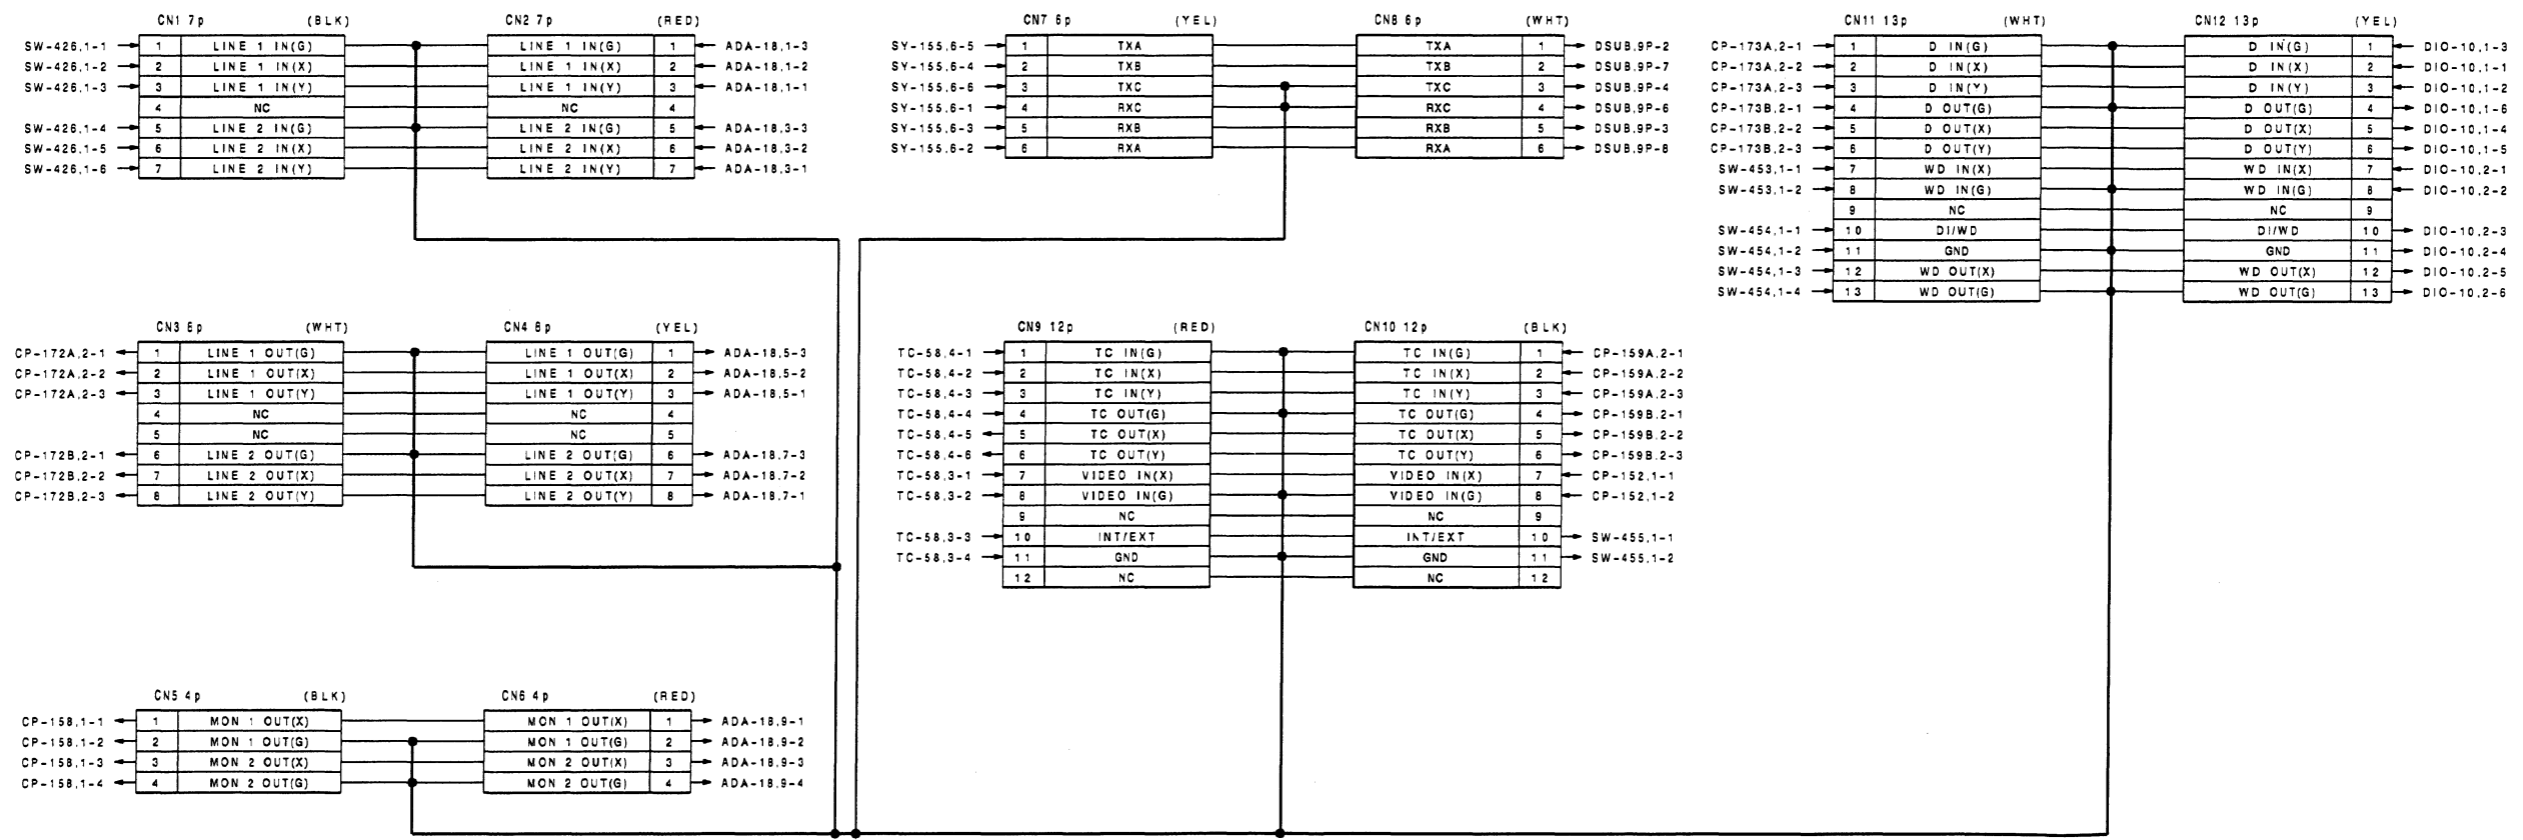 CN1 7p (BLK) CN2 7p (RED)
SW-426,1-1 1 LINE 1 IN(G) LINE 1 IN(G) 1 ADA-18,1-3
SW-426,1-2 2 LINE 1 IN(X) LINE 1 IN(X) 2 ADA-18,1-2
SW-426,1-3 3 LINE 1 IN(Y) LINE 1 IN(Y) 3 ADA-18,1-1
4 NC NC 4
SW-426,1-4 5 LINE 2 IN(G) LINE 2 IN(G) 5 ADA-18,3-3
SW-426,1-5 6 LINE 2 IN(X) LINE 2 IN(X) 6 ADA-18,3-2
SW-426,1-6 7 LINE 2 IN(Y) LINE 2 IN(Y) 7 ADA-18,3-1
CN7 6p (YEL) CN8 6p (WHT)
SY-155,6-5 1 TXA TXA 1 DSUB,9P-2
SY-155,6-4 2 TXB TXB 2 DSUB,9P-7
SY-155,6-6 3 TXC TXC 3 DSUB,9P-4
SY-155,6-1 4 RXC RXC 4 DSUB,9P-6
SY-155,6-3 5 RXB RXB 5 DSUB,9P-3
SY-155,6-2 6 RXA RXA 6 DSUB,9P-8
CN11 13p (WHT) CN12 13p (YEL)
CP-173A,2-1 1 D IN(G) D IN(G) 1 DIO-10,1-3
CP-173A,2-2 2 D IN(X) D IN(X) 2 DIO-10,1-1
CP-173A,2-3 3 D IN(Y) D IN(Y) 3 DIO-10,1-2
CP-173B,2-1 4 D OUT(G) D OUT(G) 4 DIO-10,1-6
CP-173B,2-2 5 D OUT(X) D OUT(X) 5 DIO-10,1-4
CP-173B,2-3 6 D OUT(Y) D OUT(Y) 6 DIO-10,1-5
SW-453,1-1 7 WD IN(X) WD IN(X) 7 DIO-10,2-1
SW-453,1-2 8 WD IN(G) WD IN(G) 8 DIO-10,2-2
9 NC NC 9
SW-454,1-1 10 DI/WD DI/WD 10 DIO-10,2-3
SW-454,1-2 11 GND GND 11 DIO-10,2-4
SW-454,1-3 12 WD OUT(X) WD OUT(X) 12 DIO-10,2-5
SW-454,1-4 13 WD OUT(G) WD OUT(G) 13 DIO-10,2-6
CN3 8p (WHT) CN4 8p (YEL)
CP-172A,2-1 1 LINE 1 OUT(G) LINE 1 OUT(G) 1 ADA-18,5-3
CP-172A,2-2 2 LINE 1 OUT(X) LINE 1 OUT(X) 2 ADA-18,5-2
CP-172A,2-3 3 LINE 1 OUT(Y) LINE 1 OUT(Y) 3 ADA-18,5-1
4 NC NC 4
5 NC NC 5
CP-172B,2-1 6 LINE 2 OUT(G) LINE 2 OUT(G) 6 ADA-18,7-3
CP-172B,2-2 7 LINE 2 OUT(X) LINE 2 OUT(X) 7 ADA-18,7-2
CP-172B,2-3 8 LINE 2 OUT(Y) LINE 2 OUT(Y) 8 ADA-18,7-1
CN9 12p (RED) CN10 12p (BLK)
TC-58,4-1 1 TC IN(G) TC IN(G) 1 CP-159A,2-1
TC-58,4-2 2 TC IN(X) TC IN(X) 2 CP-159A,2-2
TC-58,4-3 3 TC IN(Y) TC IN(Y) 3 CP-159A,2-3
TC-58,4-4 4 TC OUT(G) TC OUT(G) 4 CP-159B,2-1
TC-58,4-5 5 TC OUT(X) TC OUT(X) 5 CP-159B,2-2
TC-58,4-6 6 TC OUT(Y) TC OUT(Y) 6 CP-159B,2-3
TC-58,3-1 7 VIDEO IN(X) VIDEO IN(X) 7 CP-152,1-1
TC-58,3-2 8 VIDEO IN(G) VIDEO IN(G) 8 CP-152,1-2
9 NC NC 9
TC-58,3-3 10 INT/EXT INT/EXT 10 SW-455,1-1
TC-58,3-4 11 GND GND 11 SW-455,1-2
12 NC NC 12
CN5 4p (BLK) CN6 4p (RED)
CP-158,1-1 1 MON 1 OUT(X) MON 1 OUT(X) 1 ADA-18,9-1
CP-158,1-2 2 MON 1 OUT(G) MON 1 OUT(G) 2 ADA-18,9-2
CP-158,1-3 3 MON 2 OUT(X) MON 2 OUT(X) 3 ADA-18,9-3
CP-158,1-4 4 MON 2 OUT(G) MON 2 OUT(G) 4 ADA-18,9-4